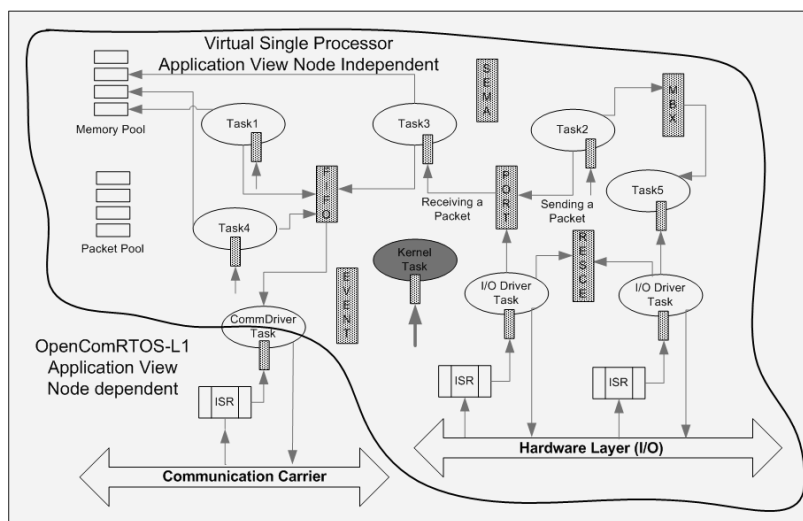 Virtual Single Processor
Application View Node Independent
Memory Pool
Task1
Task3
SEMA
Task2
MBX
FIFO
Receiving a
Packet
PORT
Sending a
Packet
Task5
Packet Pool
Task4
Kernel
Task
EVENT
RESCE
I/O Driver
Task
I/O Driver
Task
CommDriver
Task
OpenComRTOS-L1
Application View
Node dependent
ISR
ISR
ISR
Hardware Layer (I/O)
Communication Carrier